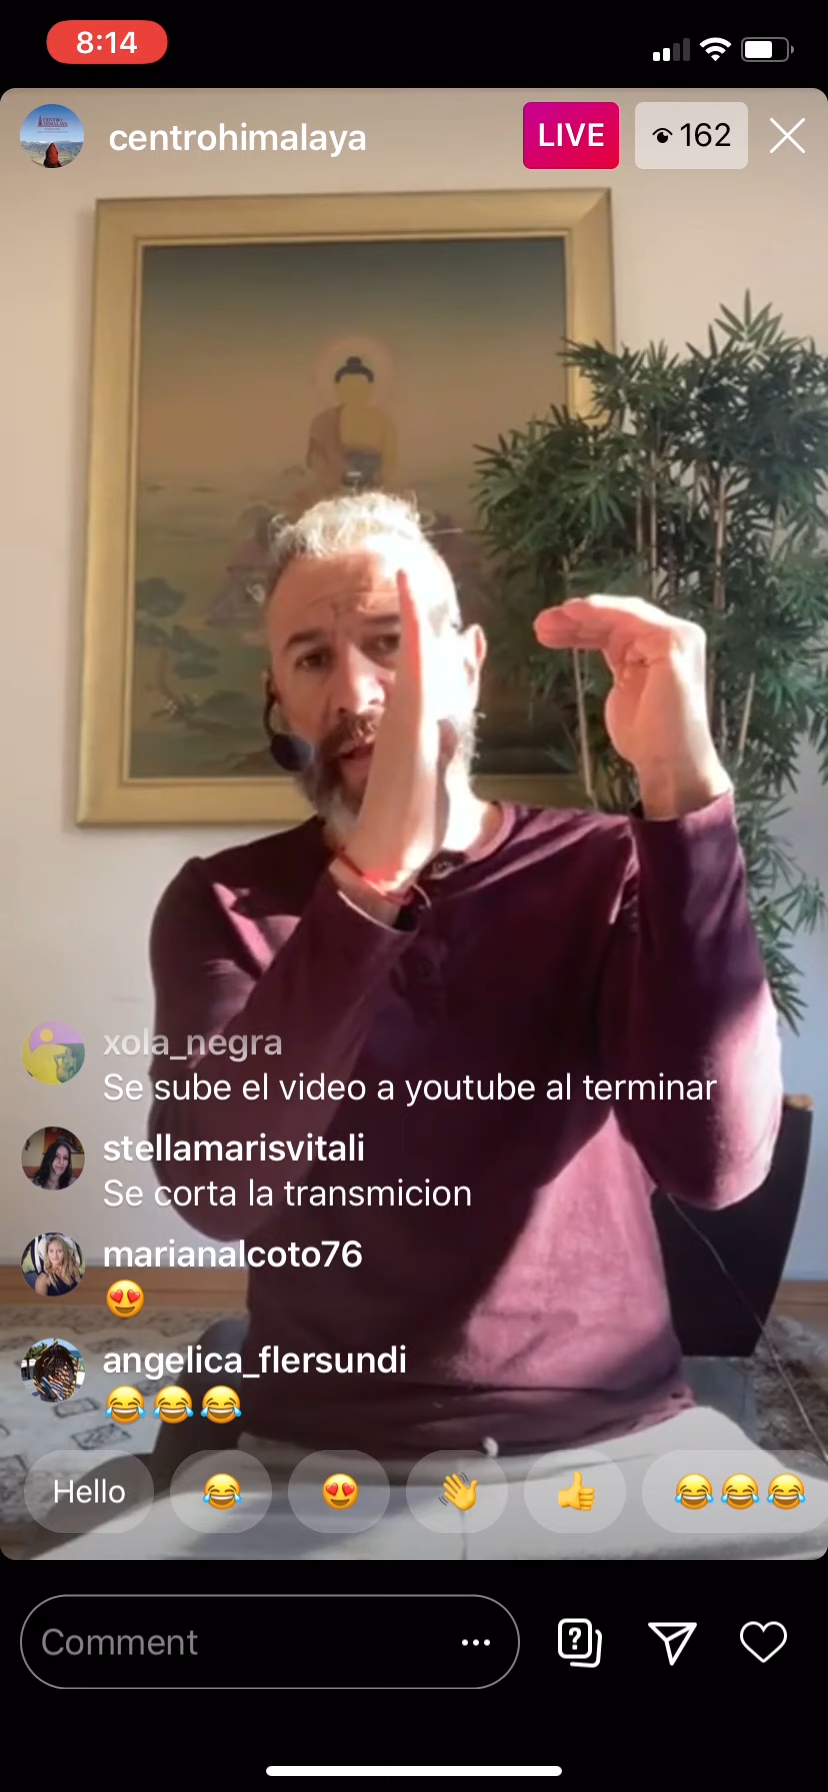 8:14
centrohimalaya
LIVE
162
xola_negra
Se sube el video a youtube al terminar
stellamarisvitali
Se corta la transmicion
marianalcoto76
😍
angelica_flersundi
😂😂😂
Hello 😂 😍 👋 👍 😂😂😂
Comment